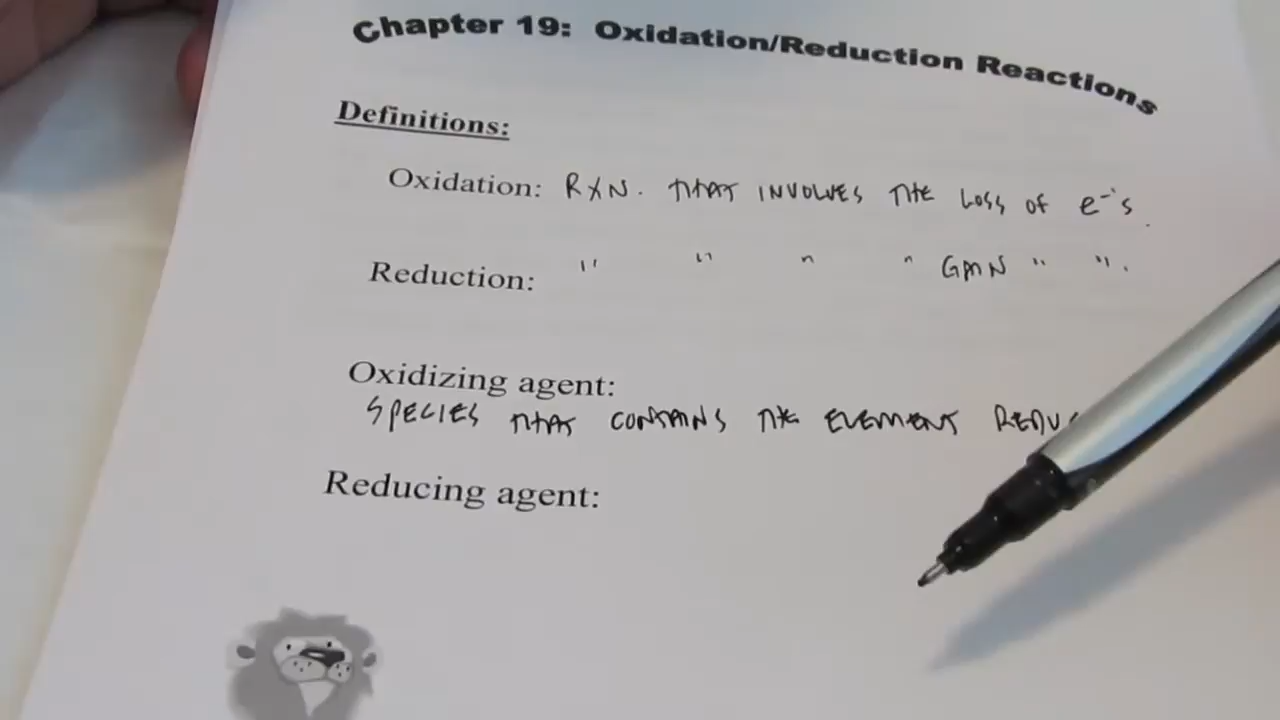 Chapter 19: Oxidation/Reduction Reactions
Definitions:
Oxidation: RXN. THAT INVOLVES THE LOSS OF e-'s.
Reduction: " " " " GAIN " ".
Oxidizing agent:
SPECIES THAT CONTAINS THE ELEMENT
Reducing agent: